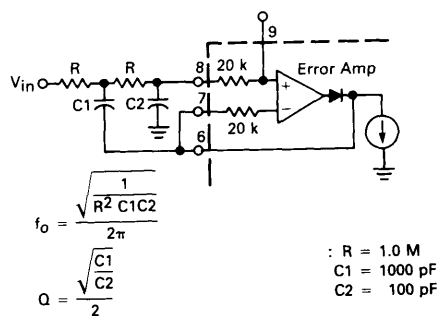 9
8
20 k
R
R
Vin
+
Error Amp
7
C1
C2
−
20 k
6
fo = √(1 / R² C1C2) / 2π
Q = √(C1 / C2) / 2
: R = 1.0 M
C1 = 1000 pF
C2 = 100 pF